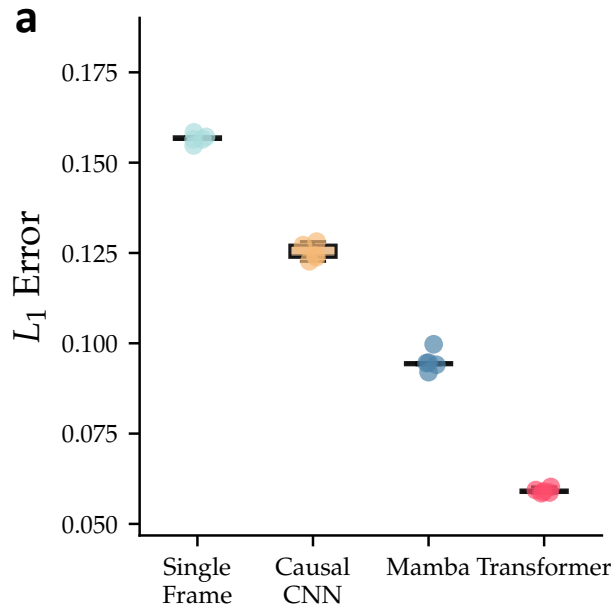 a
0.175
0.150
0.125
0.100
0.075
0.050
L₁ Error
Single
Frame
Causal
CNN
Mamba
Transformer